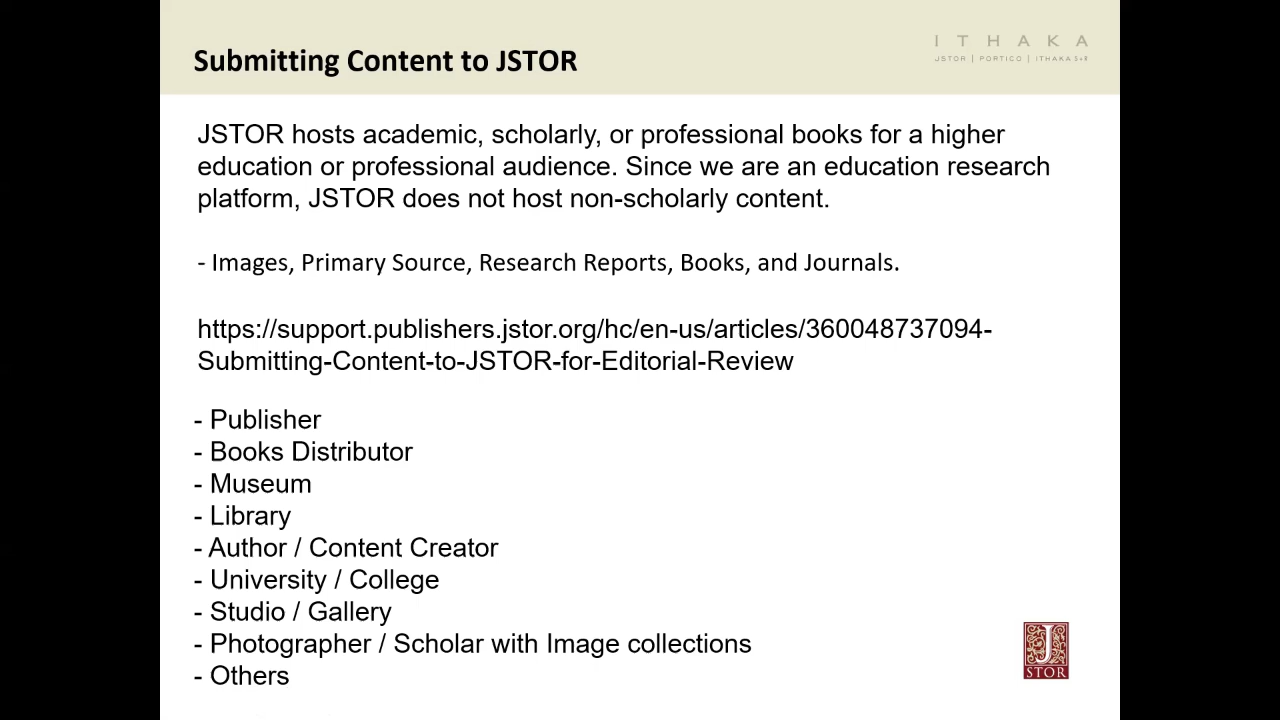 Submitting Content to JSTOR
ITHAKA
JSTOR | PORTICO | ITHAKA S+R
JSTOR hosts academic, scholarly, or professional books for a higher
education or professional audience. Since we are an education research
platform, JSTOR does not host non-scholarly content.
- Images, Primary Source, Research Reports, Books, and Journals.
https://support.publishers.jstor.org/hc/en-us/articles/360048737094-
Submitting-Content-to-JSTOR-for-Editorial-Review
- Publisher
- Books Distributor
- Museum
- Library
- Author / Content Creator
- University / College
- Studio / Gallery
- Photographer / Scholar with Image collections
- Others
J
STOR